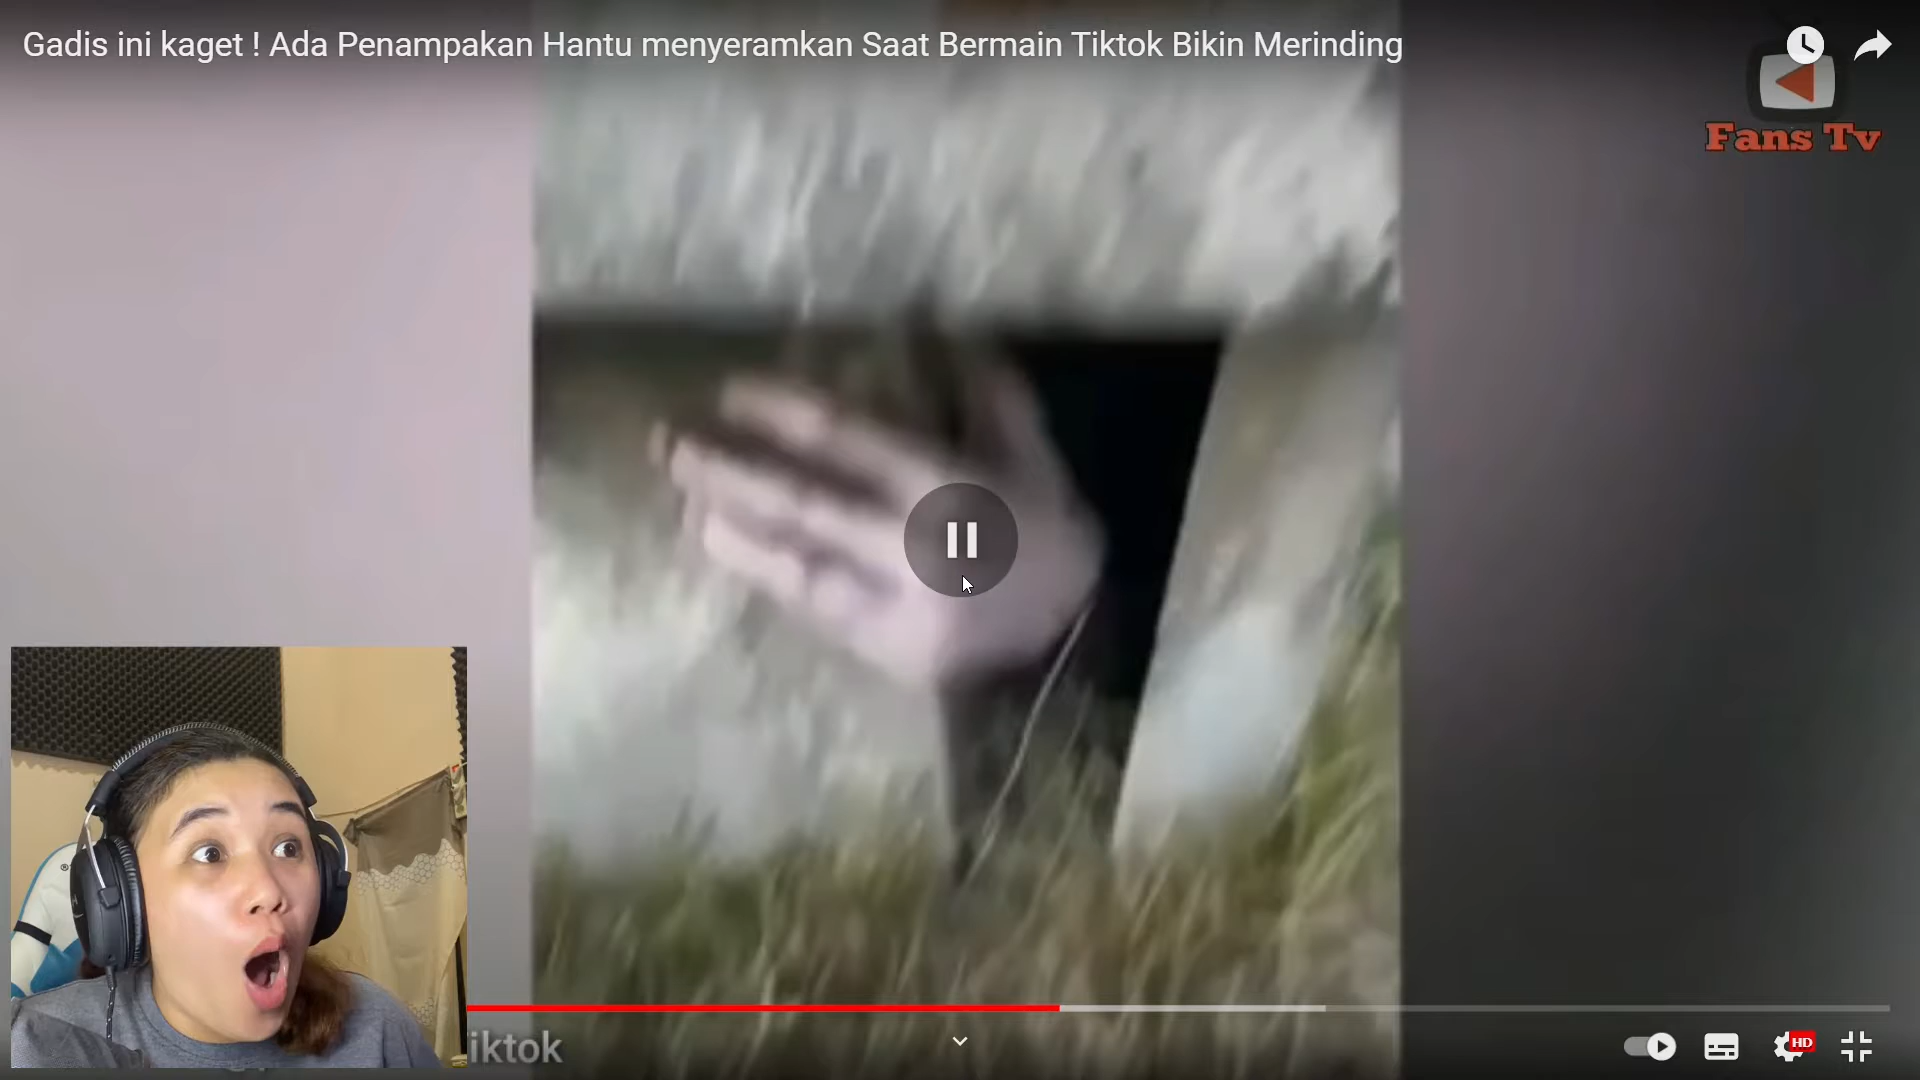 Gadis ini kaget ! Ada Penampakan Hantu menyeramkan Saat Bermain Tiktok Bikin Merinding
Fans Tv
iktok
HD